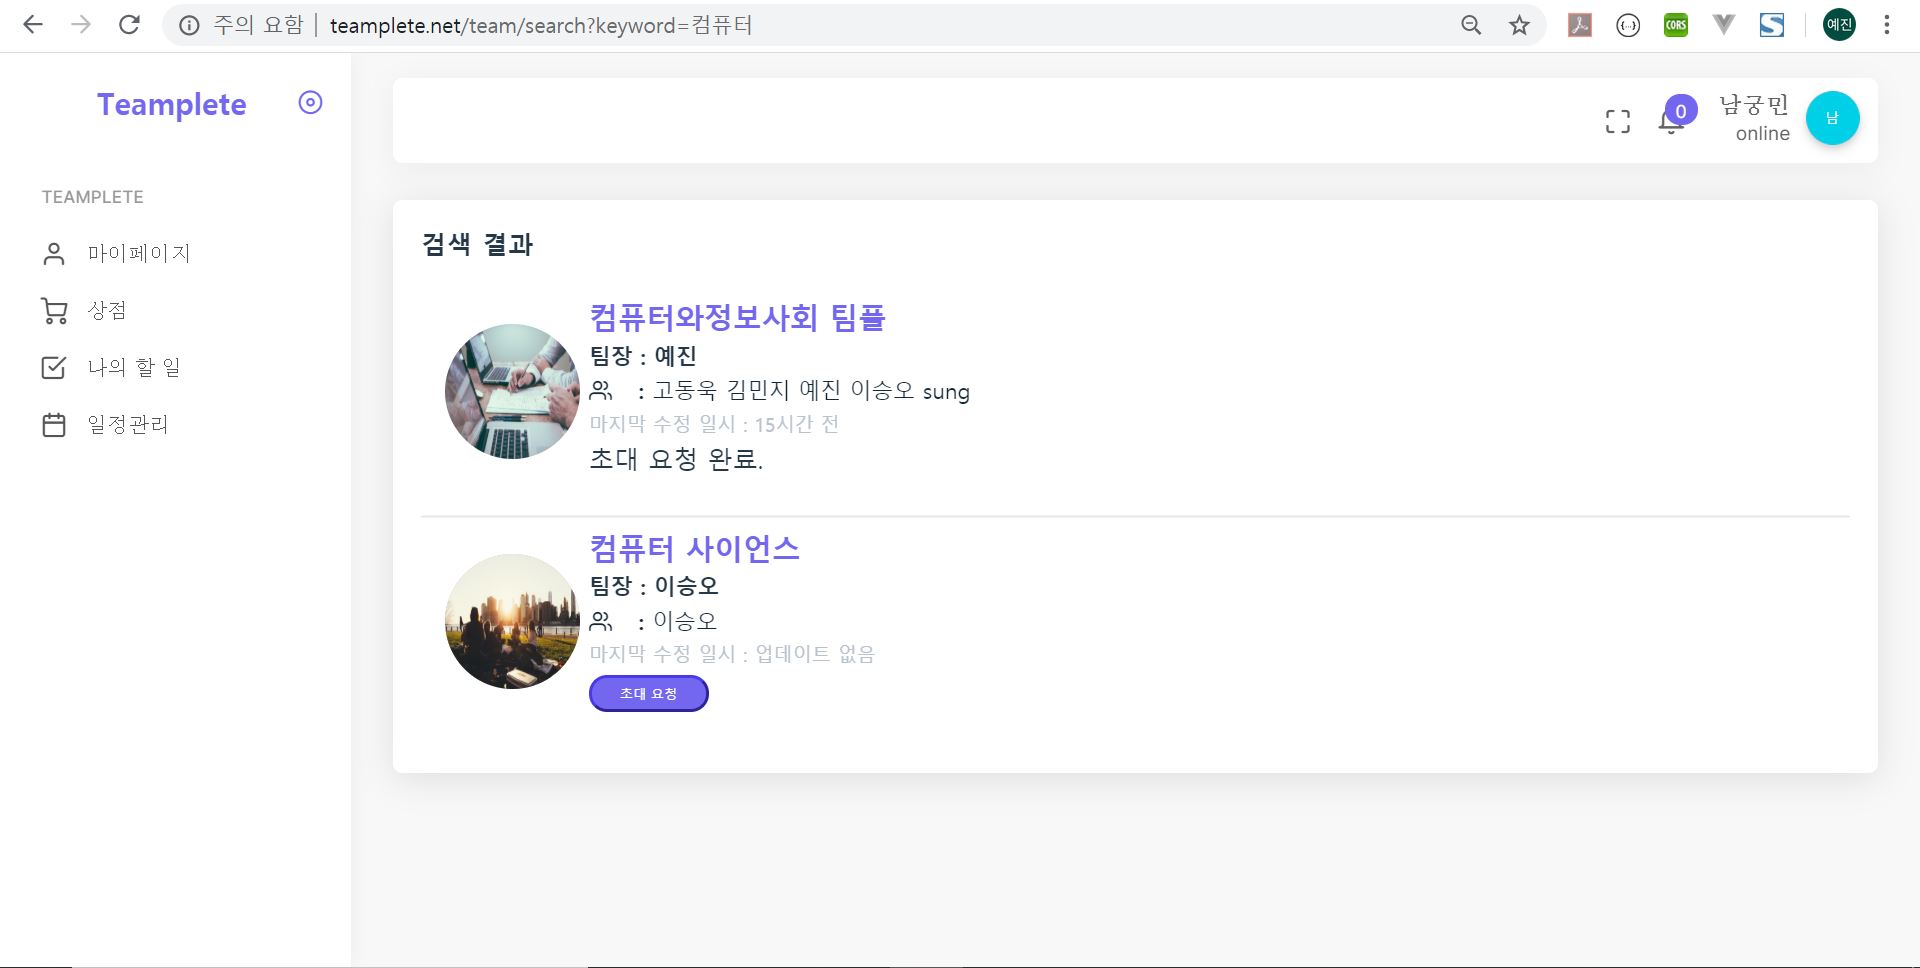 주의 요함 | teamplete.net/team/search?keyword=컴퓨터
CORS
예진
Teamplete
0
남궁민
online
남
TEAMPLETE
마이페이지
상점
나의 할 일
일정관리
검색 결과
컴퓨터와정보사회 팀플
팀장 : 예진
: 고동욱 김민지 예진 이승오 sung
마지막 수정 일시 : 15시간 전
초대 요청 완료.
컴퓨터 사이언스
팀장 : 이승오
: 이승오
마지막 수정 일시 : 업데이트 없음
초대 요청